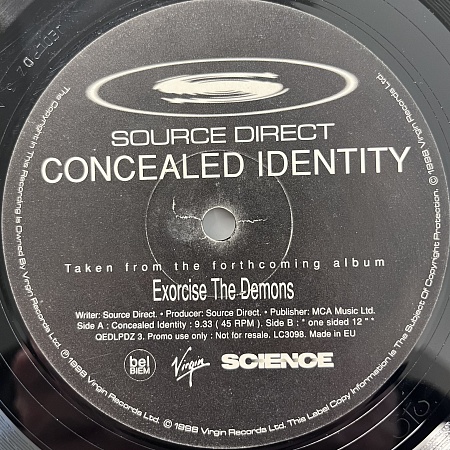 SOURCE DIRECT
CONCEALED IDENTITY
Taken from the forthcoming album
Exorcise The Demons
Writer: Source Direct. • Producer: Source Direct. • Publisher: MCA Music Ltd.
Side A : Concealed Identity : 9.33 ( 45 RPM ). Side B : " one sided 12 " "
QEDLPDZ 3. Promo use only : Not for resale. LC3098. Made in EU
bel
BIEM
Virgin
SCIENCE
The Copyright in This Recording Is Owned By Virgin Records Ltd. ℗ 1998 Virgin Records Ltd. © 1998 Virgin Records Ltd. This Label Copy Information Is The Subject Of Copyright Protection. © 1998 Virgin Records Ltd.